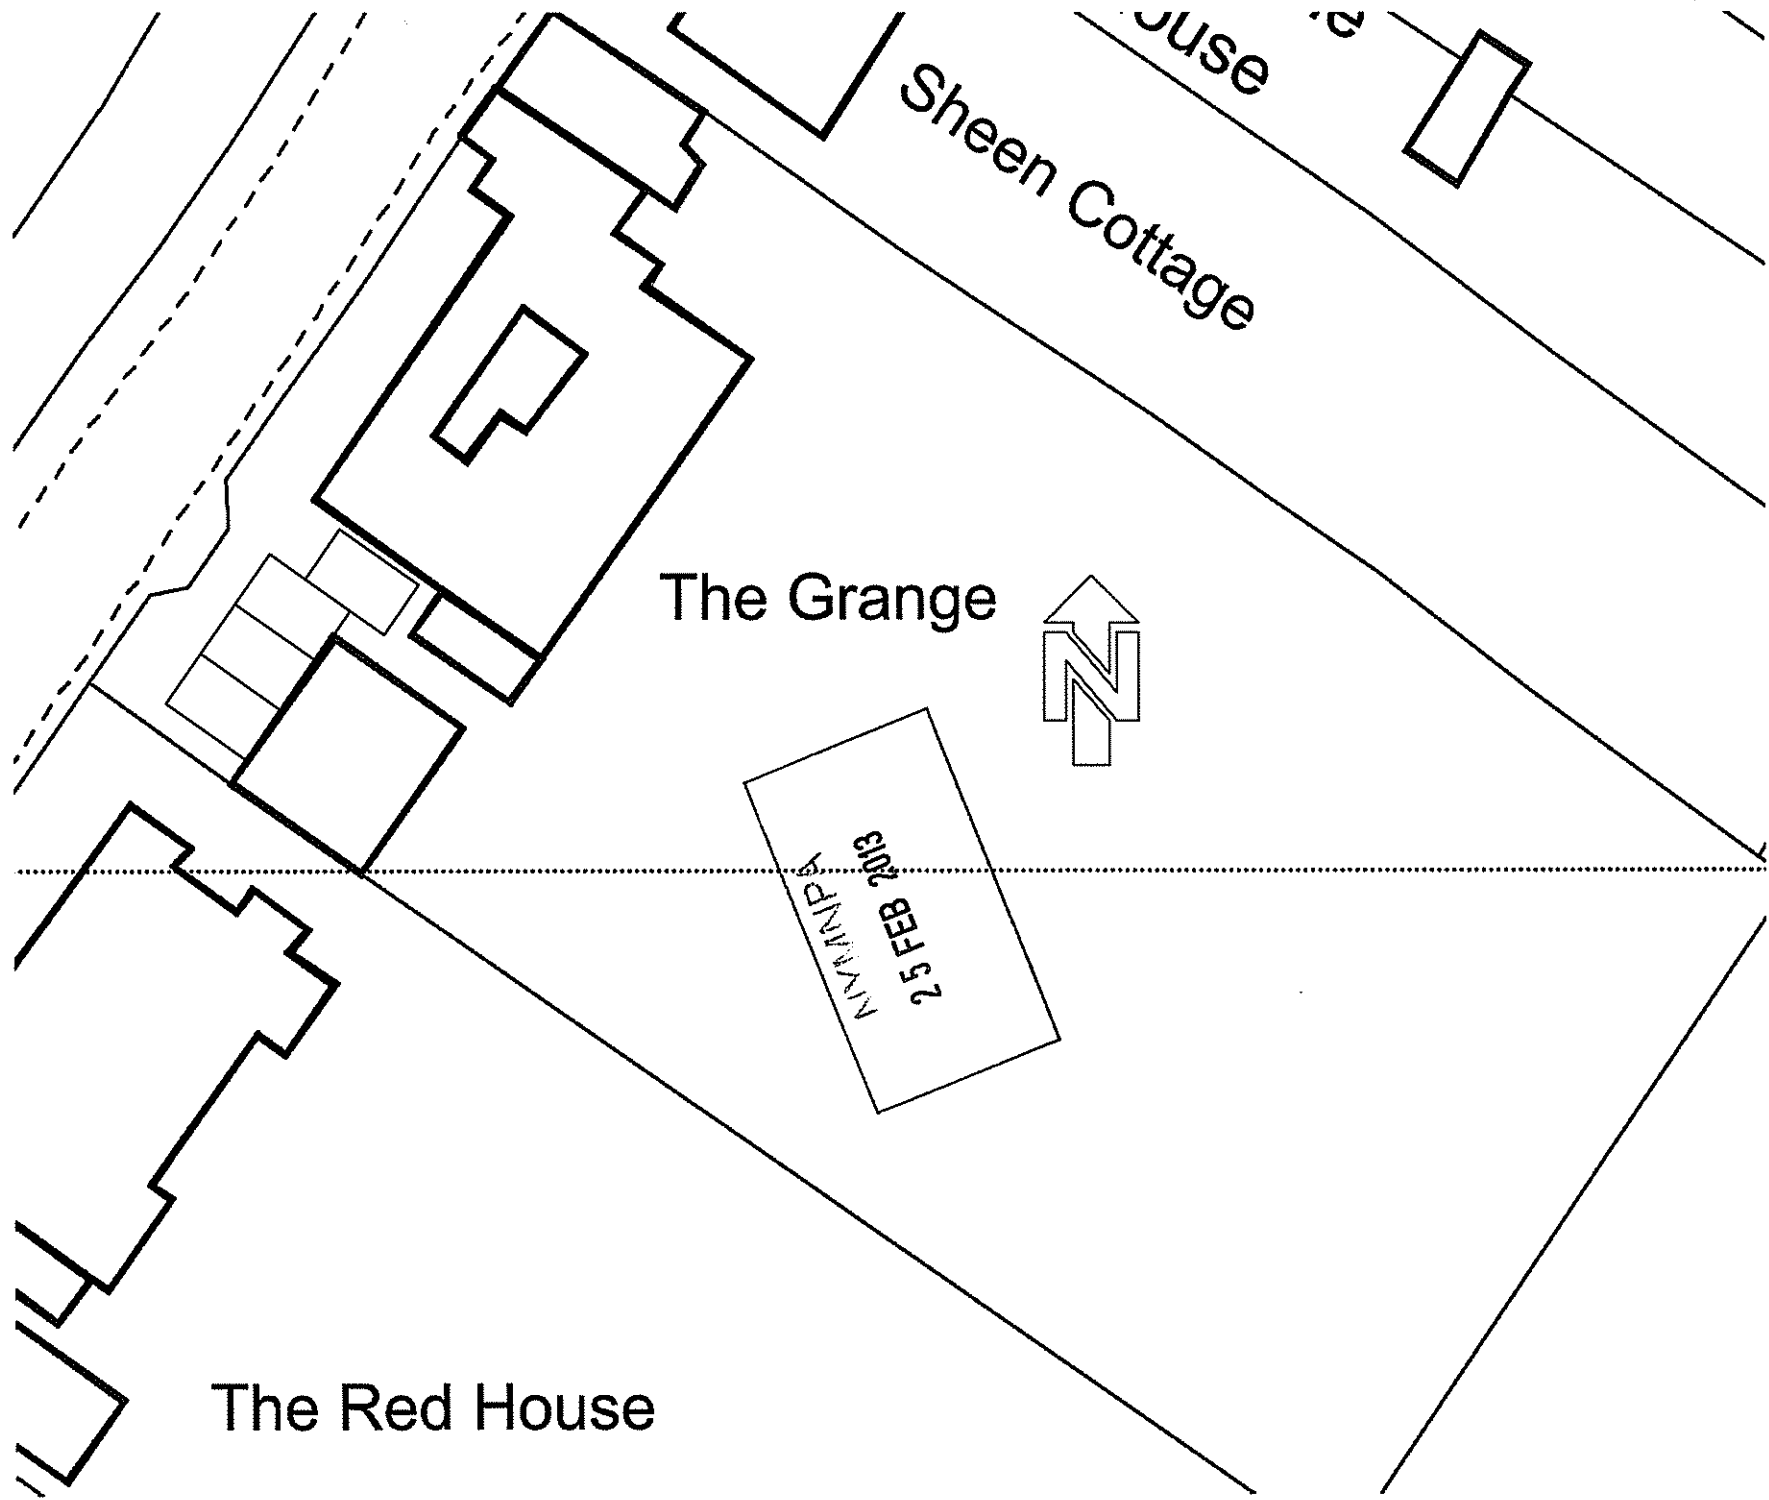 ouse
Sheen Cottage
The Grange
N
NYMNPA
25 FEB 2013
The Red House